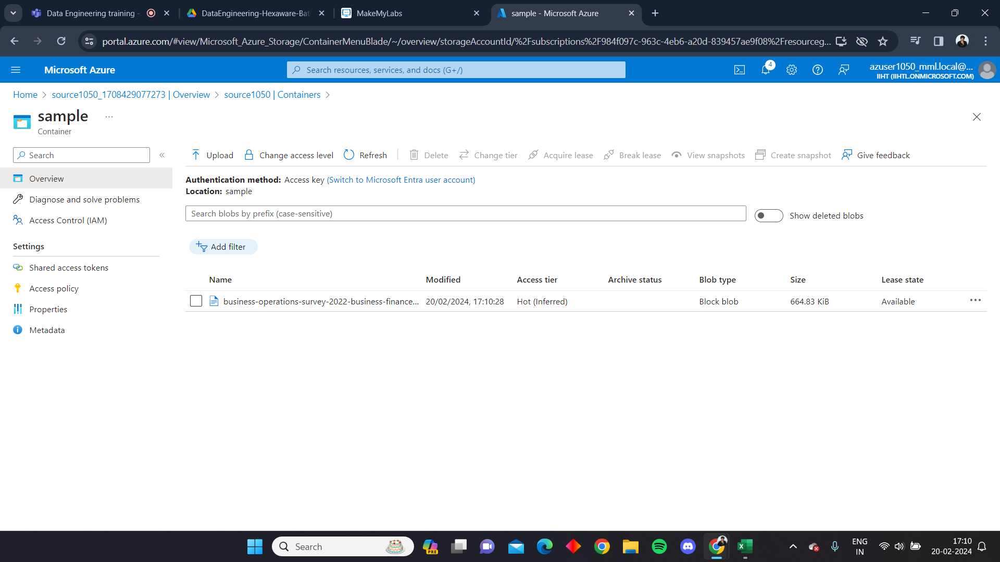 Data Engineering training -
DataEngineering-Hexaware-Bat
MakeMyLabs
sample - Microsoft Azure
portal.azure.com/#view/Microsoft_Azure_Storage/ContainerMenuBlade/~/overview/storageAccountId/%2Fsubscriptions%2F984f097c-963c-4eb6-a20d-839457ae9f08%2Fresourceg...
Microsoft Azure
Search resources, services, and docs (G+/)
4
azuser1050_mml.local@...
IIHT (IIHTL.ONMICROSOFT.COM)
Home > source1050_1708429077273 | Overview > source1050 | Containers >
sample ...
Container
Search «
Upload Change access level Refresh Delete Change tier Acquire lease Break lease View snapshots Create snapshot Give feedback
Overview
Diagnose and solve problems
Access Control (IAM)
Settings
Shared access tokens
Access policy
Properties
Metadata
Authentication method: Access key (Switch to Microsoft Entra user account)
Location: sample
Search blobs by prefix (case-sensitive)
Show deleted blobs
Add filter
Name Modified Access tier Archive status Blob type Size Lease state
business-operations-survey-2022-business-finance... 20/02/2024, 17:10:28 Hot (Inferred) Block blob 664.83 KiB Available ...
Search
PRE
ENG
IN
17:10
20-02-2024